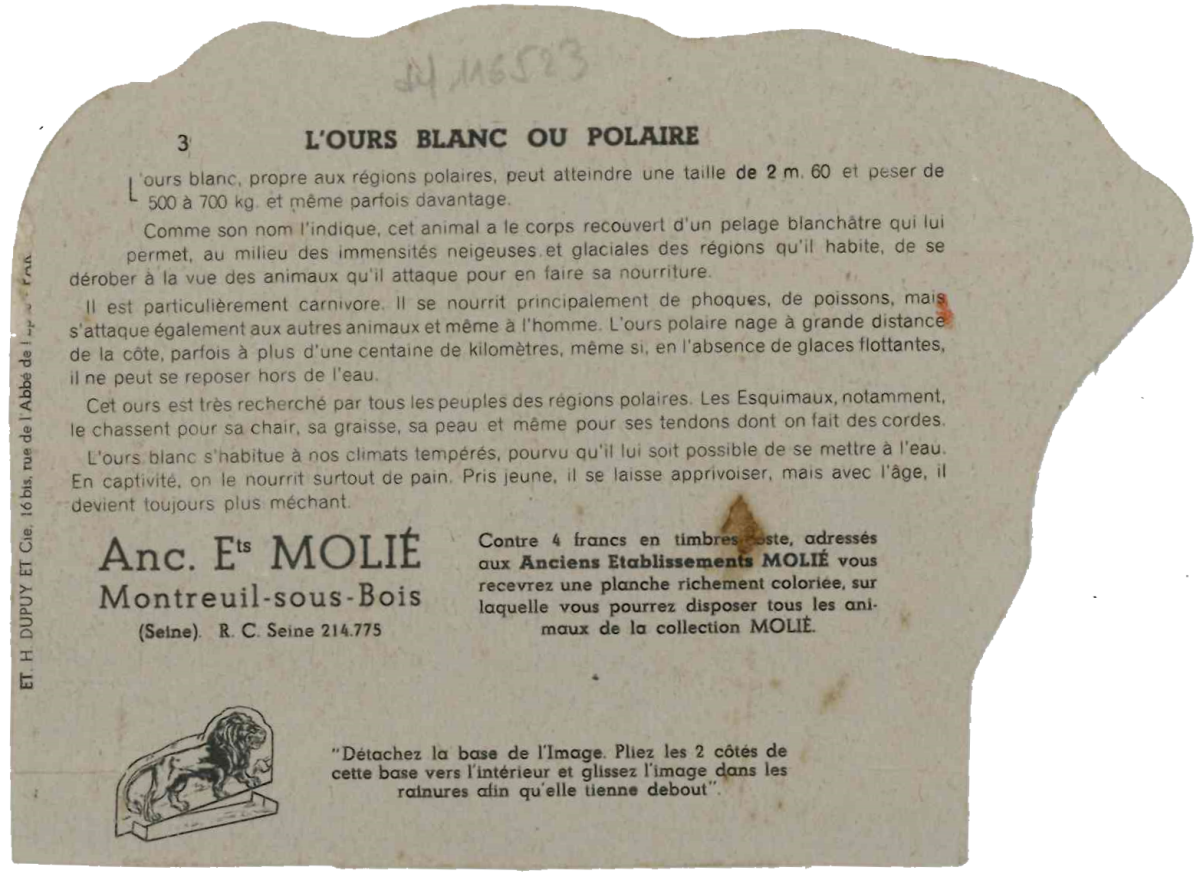 116523
3 L'OURS BLANC OU POLAIRE
L'ours blanc, propre aux régions polaires, peut atteindre une taille de 2 m. 60 et peser de
500 à 700 kg. et même parfois davantage.
Comme son nom l'indique, cet animal a le corps recouvert d'un pelage blanchâtre qui lui
permet, au milieu des immensités neigeuses et glaciales des régions qu'il habite, de se
dérober à la vue des animaux qu'il attaque pour en faire sa nourriture.
Il est particulièrement carnivore. Il se nourrit principalement de phoques, de poissons, mais
s'attaque également aux autres animaux et même à l'homme. L'ours polaire nage à grande distance
de la côte, parfois à plus d'une centaine de kilomètres, même si, en l'absence de glaces flottantes,
il ne peut se reposer hors de l'eau.
Cet ours est très recherché par tous les peuples des régions polaires. Les Esquimaux, notamment,
le chassent pour sa chair, sa graisse, sa peau et même pour ses tendons dont on fait des cordes.
L'ours blanc s'habitue à nos climats tempérés, pourvu qu'il lui soit possible de se mettre à l'eau.
En captivité, on le nourrit surtout de pain. Pris jeune, il se laisse apprivoiser, mais avec l'âge, il
devient toujours plus méchant.
Anc. Ets MOLIÉ
Montreuil-sous-Bois
(Seine). R. C. Seine 214.775
Contre 4 francs en timbres poste, adressés
aux Anciens Etablissements MOLIÉ vous
recevrez une planche richement coloriée, sur
laquelle vous pourrez disposer tous les ani-
maux de la collection MOLIÉ.
"Détachez la base de l'Image. Pliez les 2 côtés de
cette base vers l'intérieur et glissez l'image dans les
rainures afin qu'elle tienne debout".
ET. H DUPUY ET Cie, 16 bis, rue de l'Abbé de l'